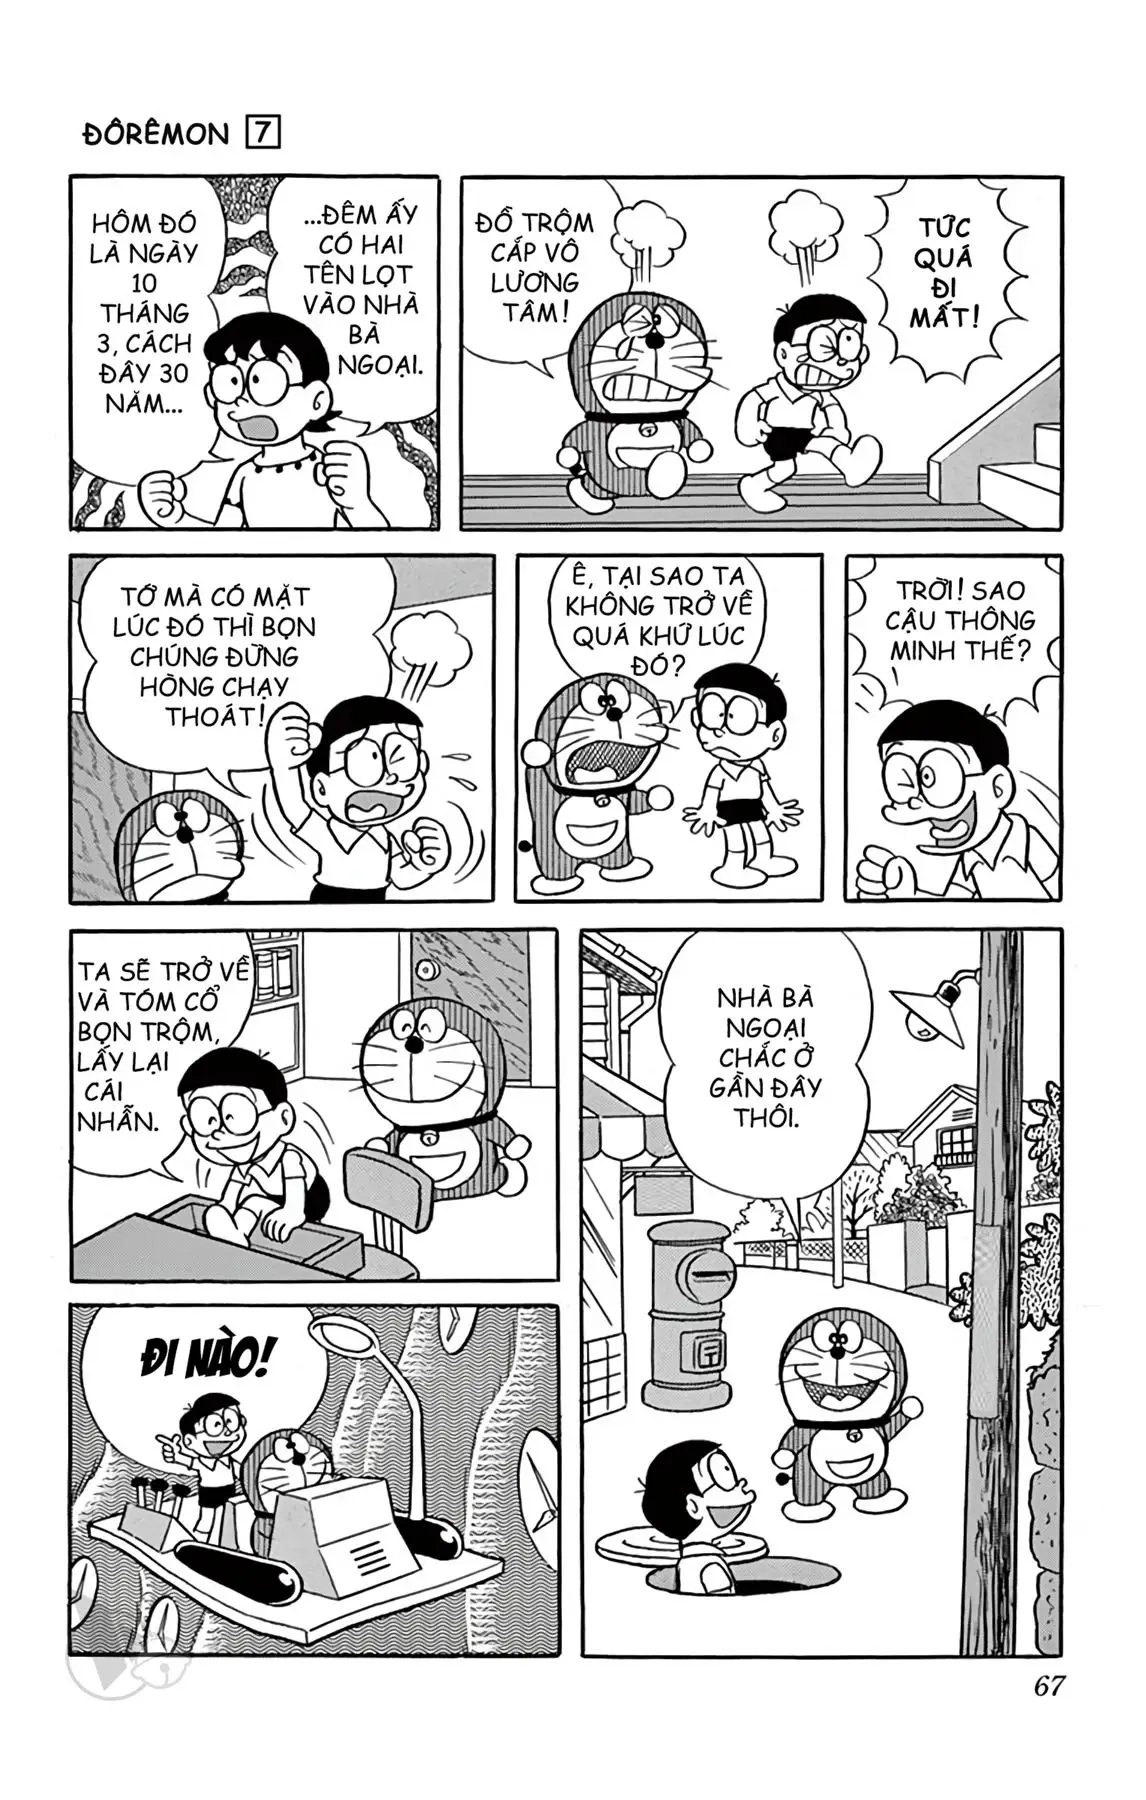 ĐÔRÊMON 7
HÔM ĐÓ
LÀ NGÀY
10
THÁNG
3, CÁCH
ĐÂY 30
NĂM...
...ĐÊM ẤY
CÓ HAI
TÊN LỌT
VÀO NHÀ
BÀ
NGOẠI.
ĐỒ TRỘM
CẮP VÔ
LƯƠNG
TÂM!
TỨC
QUÁ
ĐI
MẤT!
TỚ MÀ CÓ MẶT
LÚC ĐÓ THÌ BỌN
CHÚNG ĐỪNG
HÒNG CHẠY
THOÁT!
Ê, TẠI SAO TA
KHÔNG TRỞ VỀ
QUÁ KHỨ LÚC
ĐÓ?
TRỜI! SAO
CẬU THÔNG
MINH THẾ?
TA SẼ TRỞ VỀ
VÀ TÓM CỔ
BỌN TRỘM,
LẤY LẠI
CÁI
NHẪN.
ĐI NÀO!
NHÀ BÀ
NGOẠI
CHẮC Ở
GẦN ĐÂY
THÔI.
67